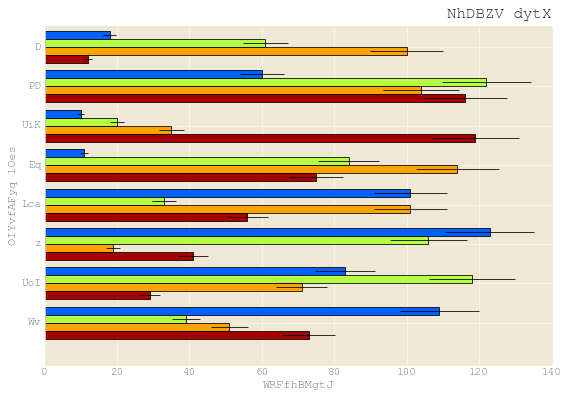 NhDBZV dytX
D
PD
UiK
Eq
Lca
z
UoI
Wv
OIYvfAFyq lOes
0 20 40 60 80 100 120 140
WRFfhBMgtJ